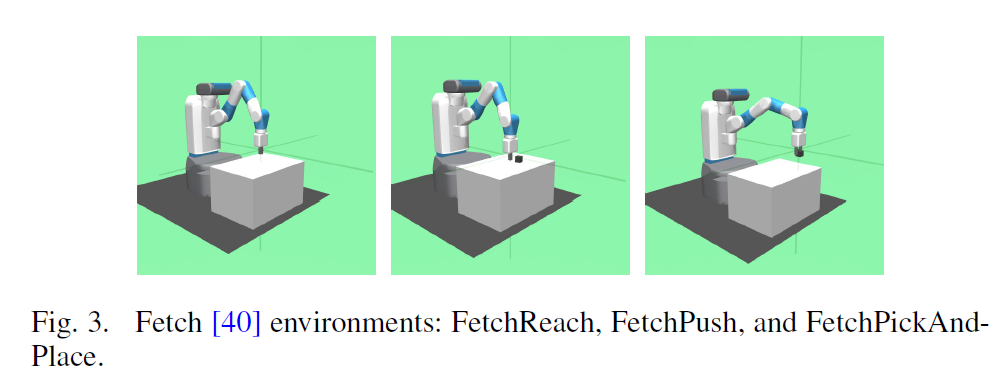 Fig. 3. Fetch [40] environments: FetchReach, FetchPush, and FetchPickAnd-
Place.